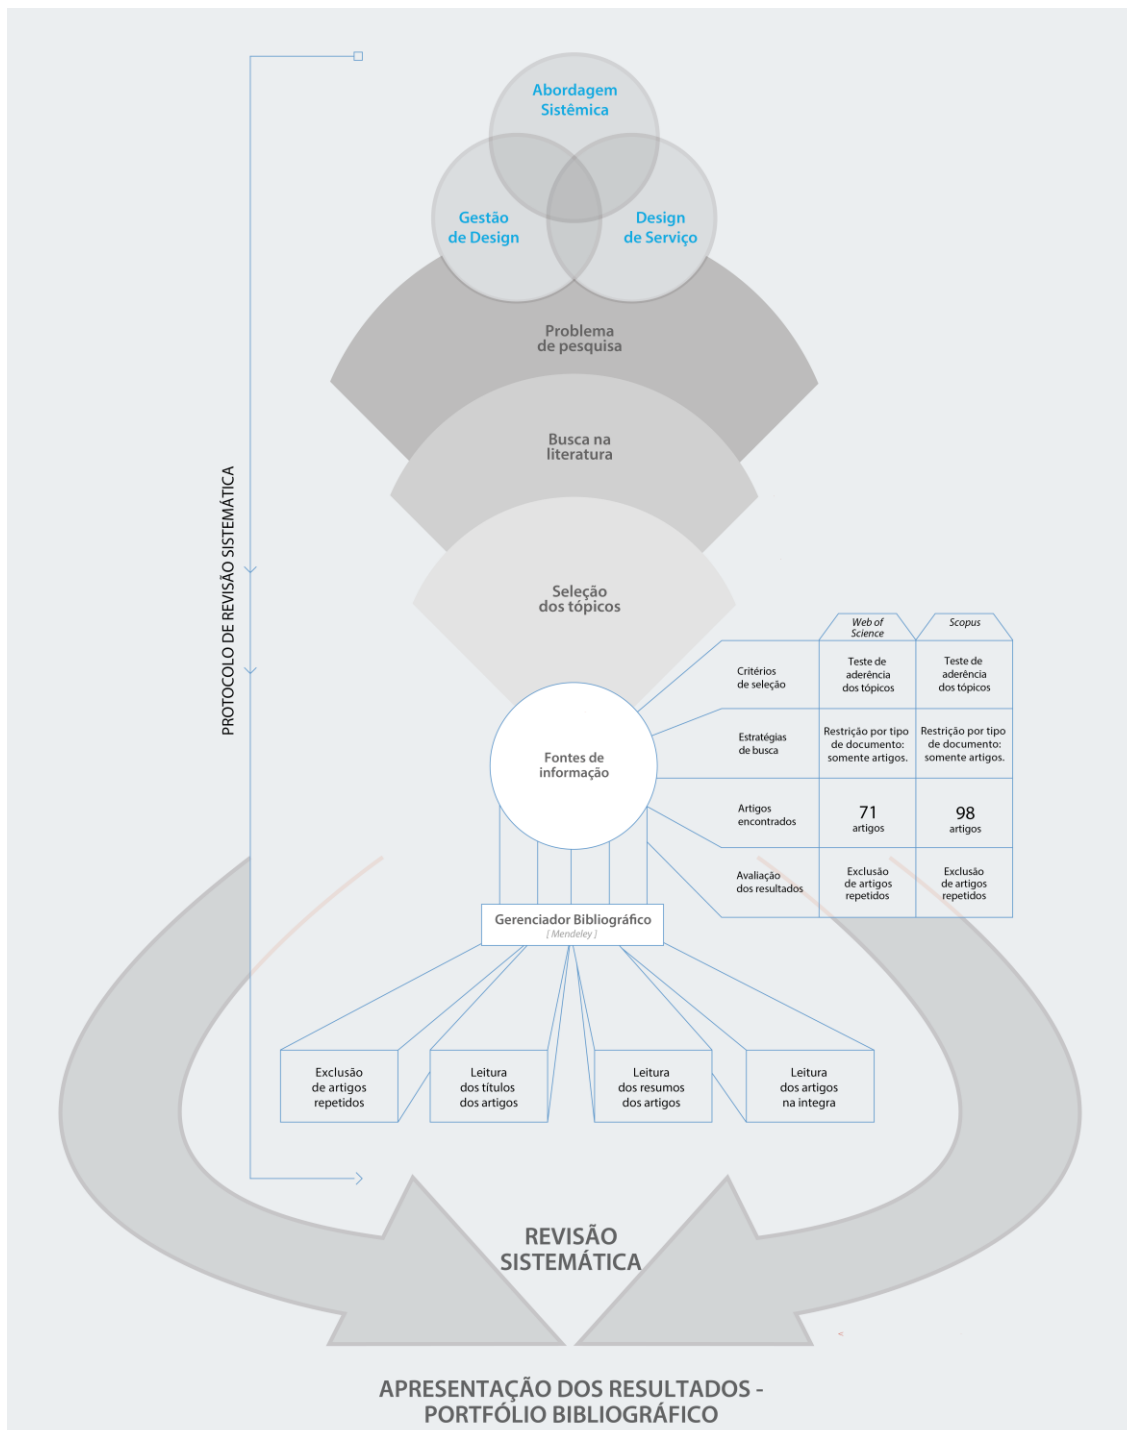 Abordagem
Sistêmica
Gestão
de Design
Design
de Serviço
Problema
de pesquisa
Busca na
literatura
Seleção
dos tópicos
PROTOCOLO DE REVISÃO SISTEMÁTICA
Fontes de
informação
Web of
Science
Scopus
Critérios
de seleção
Teste de
aderência
dos tópicos
Teste de
aderência
dos tópicos
Estratégias
de busca
Restrição por tipo
de documento:
somente artigos.
Restrição por tipo
de documento:
somente artigos.
Artigos
encontrados
71
artigos
98
artigos
Avaliação
dos resultados
Exclusão
de artigos
repetidos
Exclusão
de artigos
repetidos
Gerenciador Bibliográfico
[ Mendeley ]
Exclusão
de artigos
repetidos
Leitura
dos títulos
dos artigos
Leitura
dos resumos
dos artigos
Leitura
dos artigos
na integra
REVISÃO
SISTEMÁTICA
APRESENTAÇÃO DOS RESULTADOS -
PORTFÓLIO BIBLIOGRÁFICO